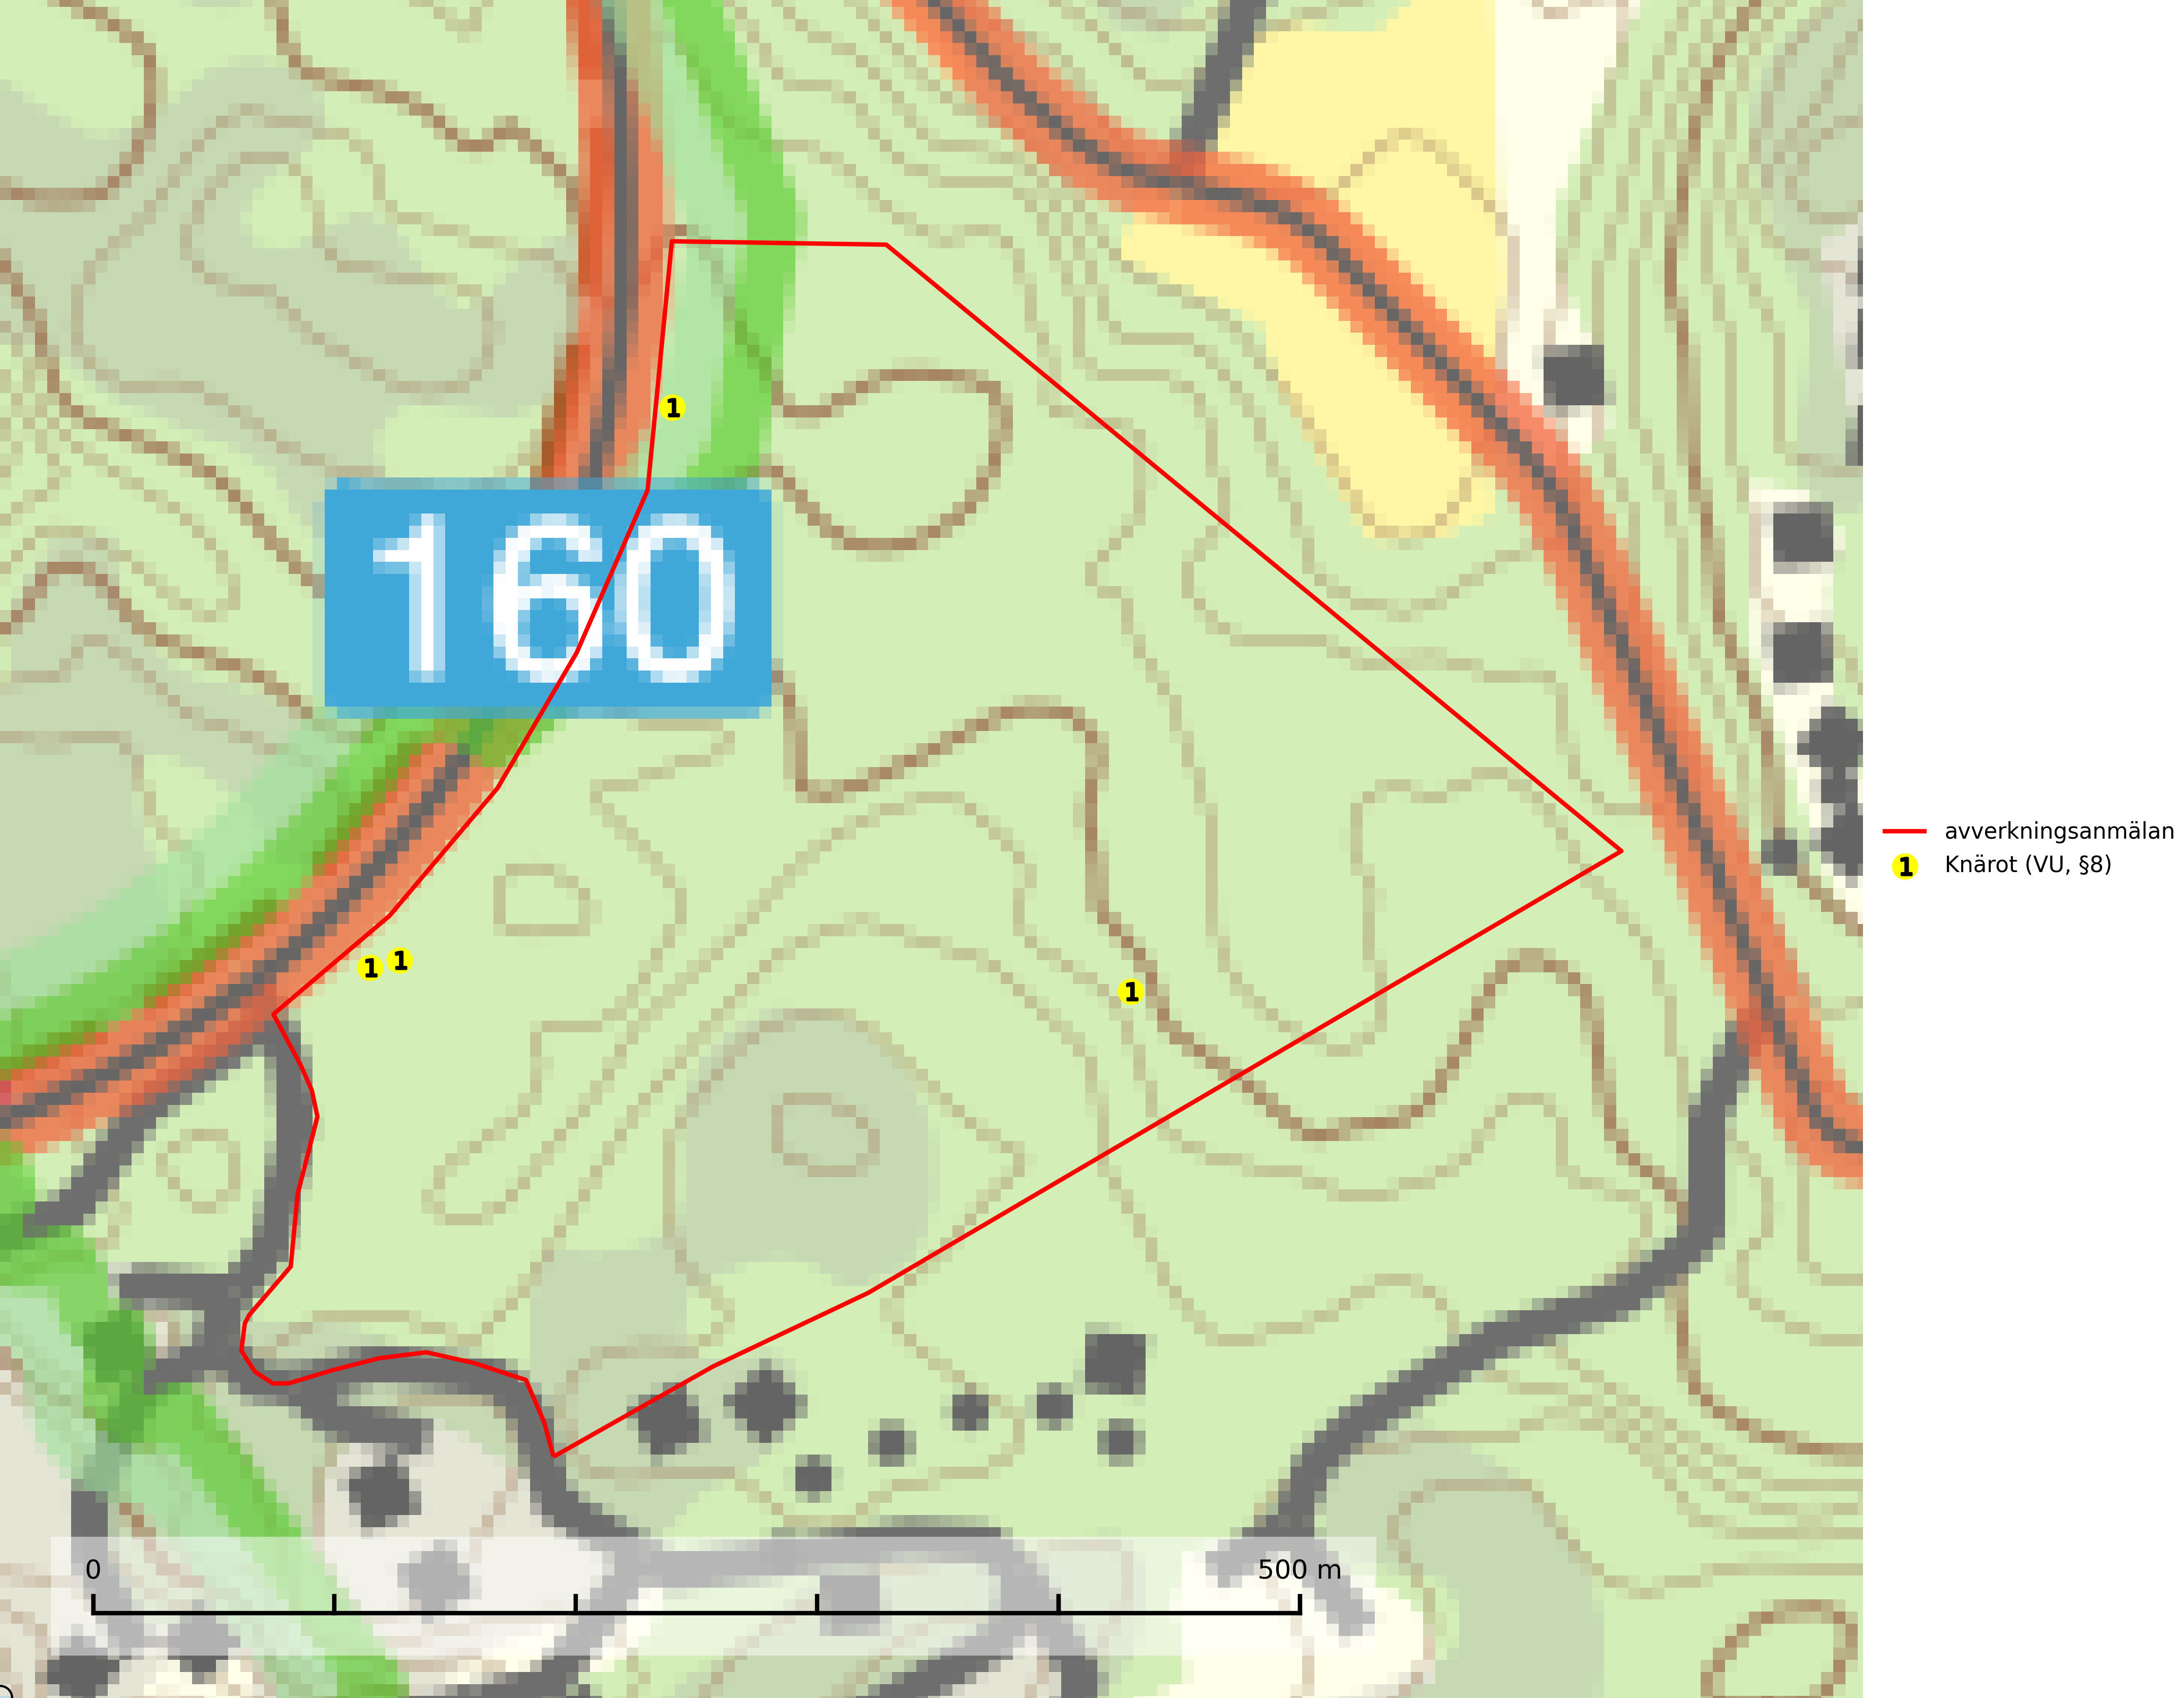 1
160
1 1
1
avverkningsanmälan
1 Knärot (VU, §8)
0 500 m